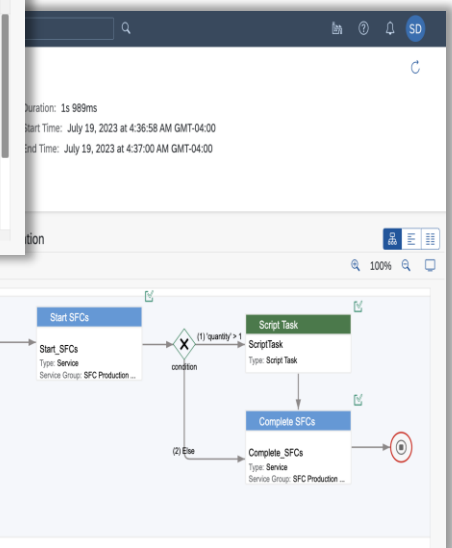 SD
Duration: 1s 989ms
Start Time: July 19, 2023 at 4:36:58 AM GMT-04:00
End Time: July 19, 2023 at 4:37:00 AM GMT-04:00
100%
Start SFCs
Start_SFCs
Type: Service
Service Group: SFC Production ...
condition
(1) 'quantity' > 1
Script Task
ScriptTask
Type: Script Task
(2) Else
Complete SFCs
Complete_SFCs
Type: Service
Service Group: SFC Production ...